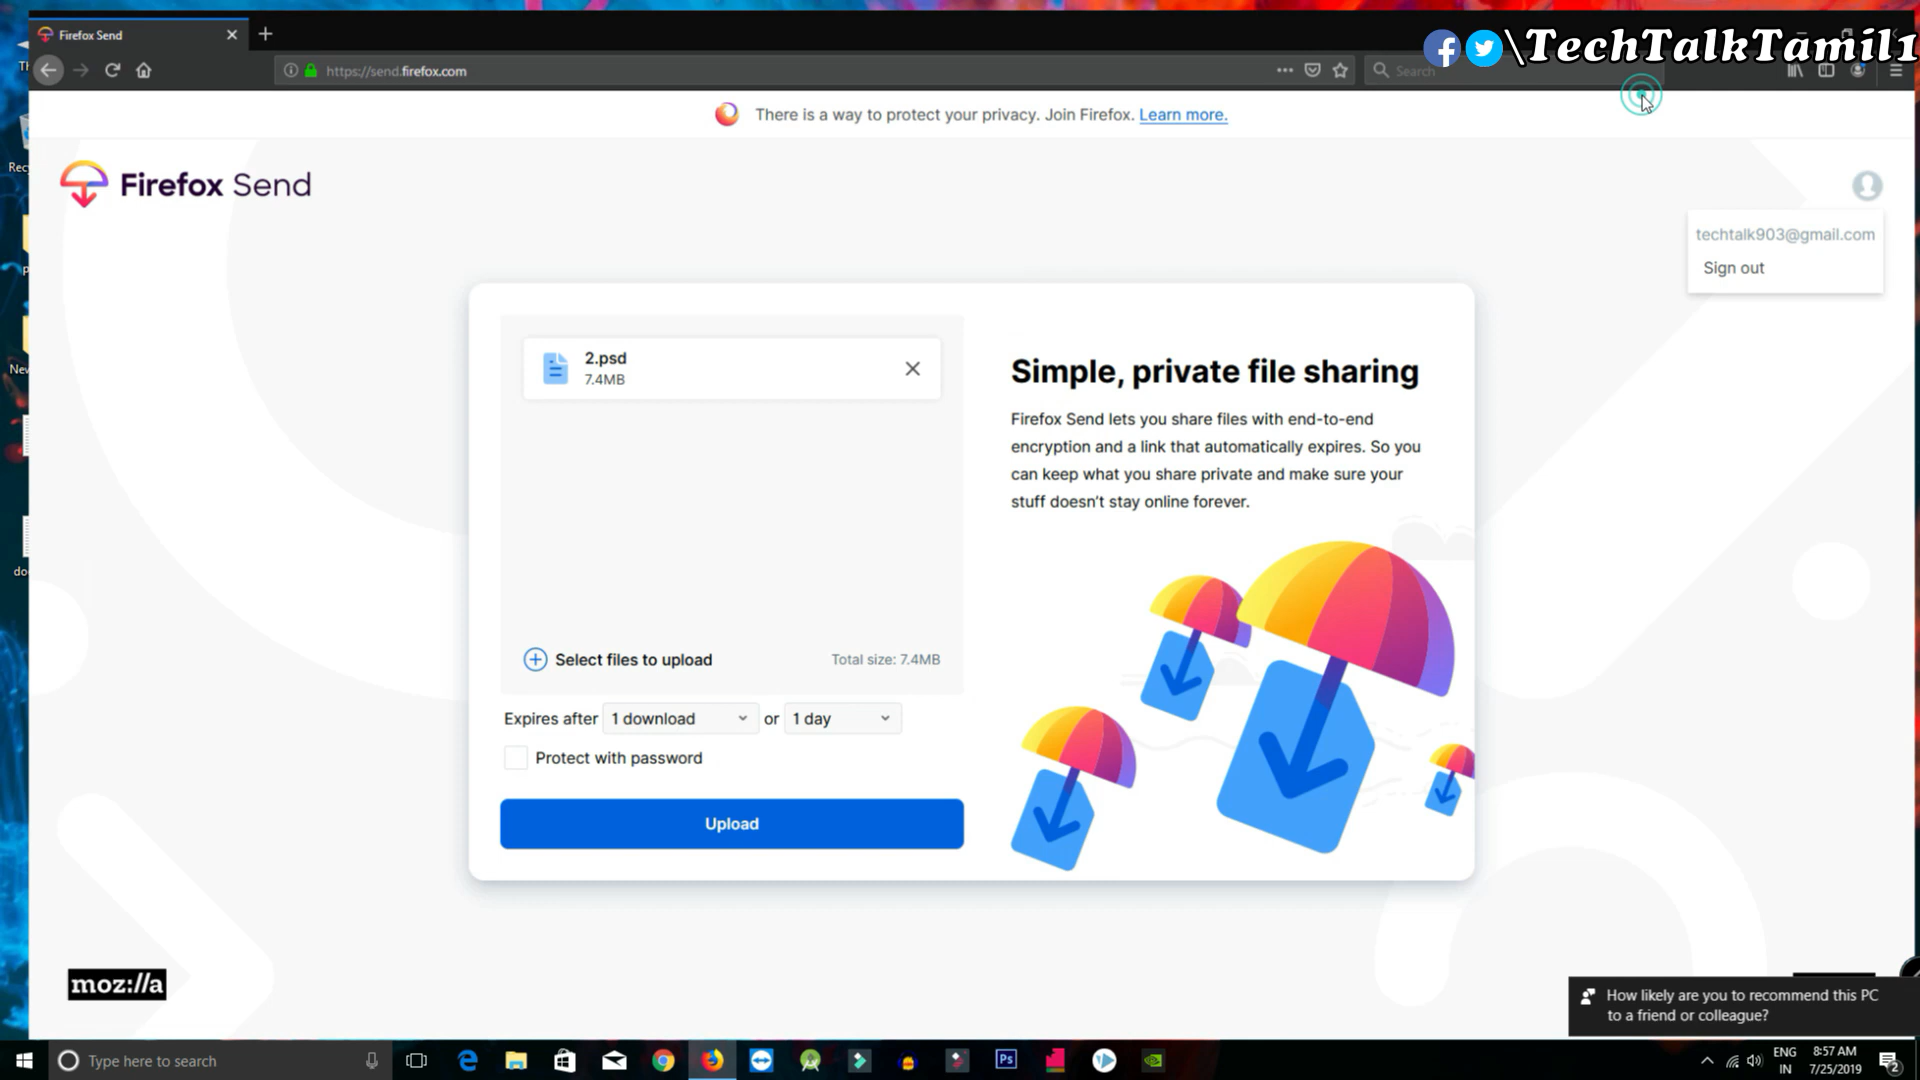 Firefox Send
\TechTalkTamil1
https://send.firefox.com
Search
There is a way to protect your privacy. Join Firefox. Learn more.
Firefox Send
techtalk903@gmail.com
Sign out
2.psd
7.4MB
Simple, private file sharing
Firefox Send lets you share files with end-to-end
encryption and a link that automatically expires. So you
can keep what you share private and make sure your
stuff doesn’t stay online forever.
Select files to upload
Total size: 7.4MB
Expires after 1 download or 1 day
Protect with password
Upload
moz://a
How likely are you to recommend this PC
to a friend or colleague?
Type here to search
Ps
ENG
IN
8:57 AM
7/25/2019
2